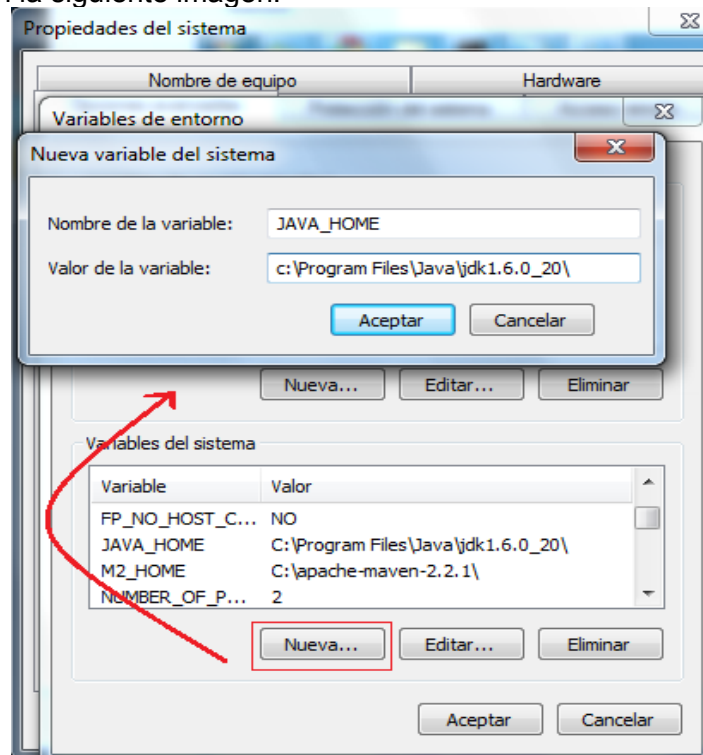 la siguiente imagen:
Propiedades del sistema
Nombre de equipo Hardware
Variables de entorno
Nueva variable del sistema
Nombre de la variable: JAVA_HOME
Valor de la variable: c:\Program Files\Java\jdk1.6.0_20\
Aceptar Cancelar
Nueva... Editar... Eliminar
Variables del sistema
Variable Valor
FP_NO_HOST_C... NO
JAVA_HOME C:\Program Files\Java\jdk1.6.0_20\
M2_HOME C:\apache-maven-2.2.1\
NUMBER_OF_P... 2
Nueva... Editar... Eliminar
Aceptar Cancelar